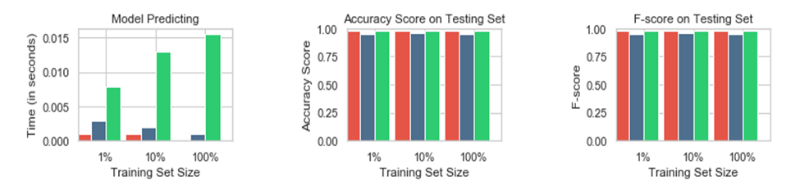 Model Predicting
Time (in seconds)
0.015
0.010
0.005
0.000
1% 10% 100%
Training Set Size
Accuracy Score on Testing Set
Accuracy Score
1.00
0.75
0.50
0.25
0.00
1% 10% 100%
Training Set Size
F-score on Testing Set
F-score
1.00
0.75
0.50
0.25
0.00
1% 10% 100%
Training Set Size